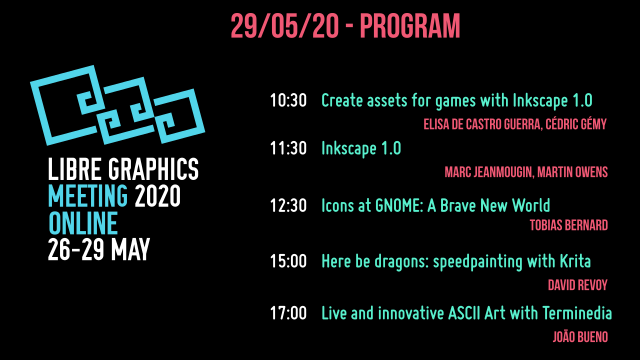 29/05/20 - PROGRAM
LIBRE GRAPHICS
MEETING 2020
ONLINE
26-29 MAY
10:30 Create assets for games with Inkscape 1.0
ELISA DE CASTRO GUERRA, CÉDRIC GÉMY
11:30 Inkscape 1.0
MARC JEANMOUGIN, MARTIN OWENS
12:30 Icons at GNOME: A Brave New World
TOBIAS BERNARD
15:00 Here be dragons: speedpainting with Krita
DAVID REVOY
17:00 Live and innovative ASCII Art with Terminedia
JOÃO BUENO